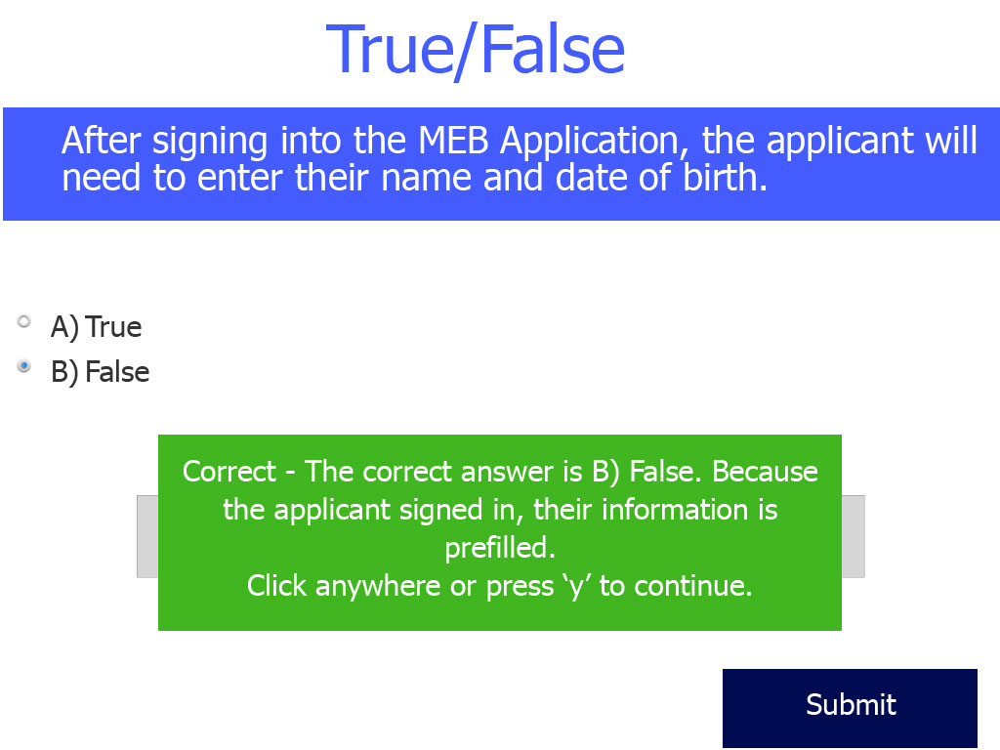 True/False
After signing into the MEB Application, the applicant will
need to enter their name and date of birth.
A) True
B) False
Correct - The correct answer is B) False. Because
the applicant signed in, their information is
prefilled.
Click anywhere or press ‘y’ to continue.
Submit